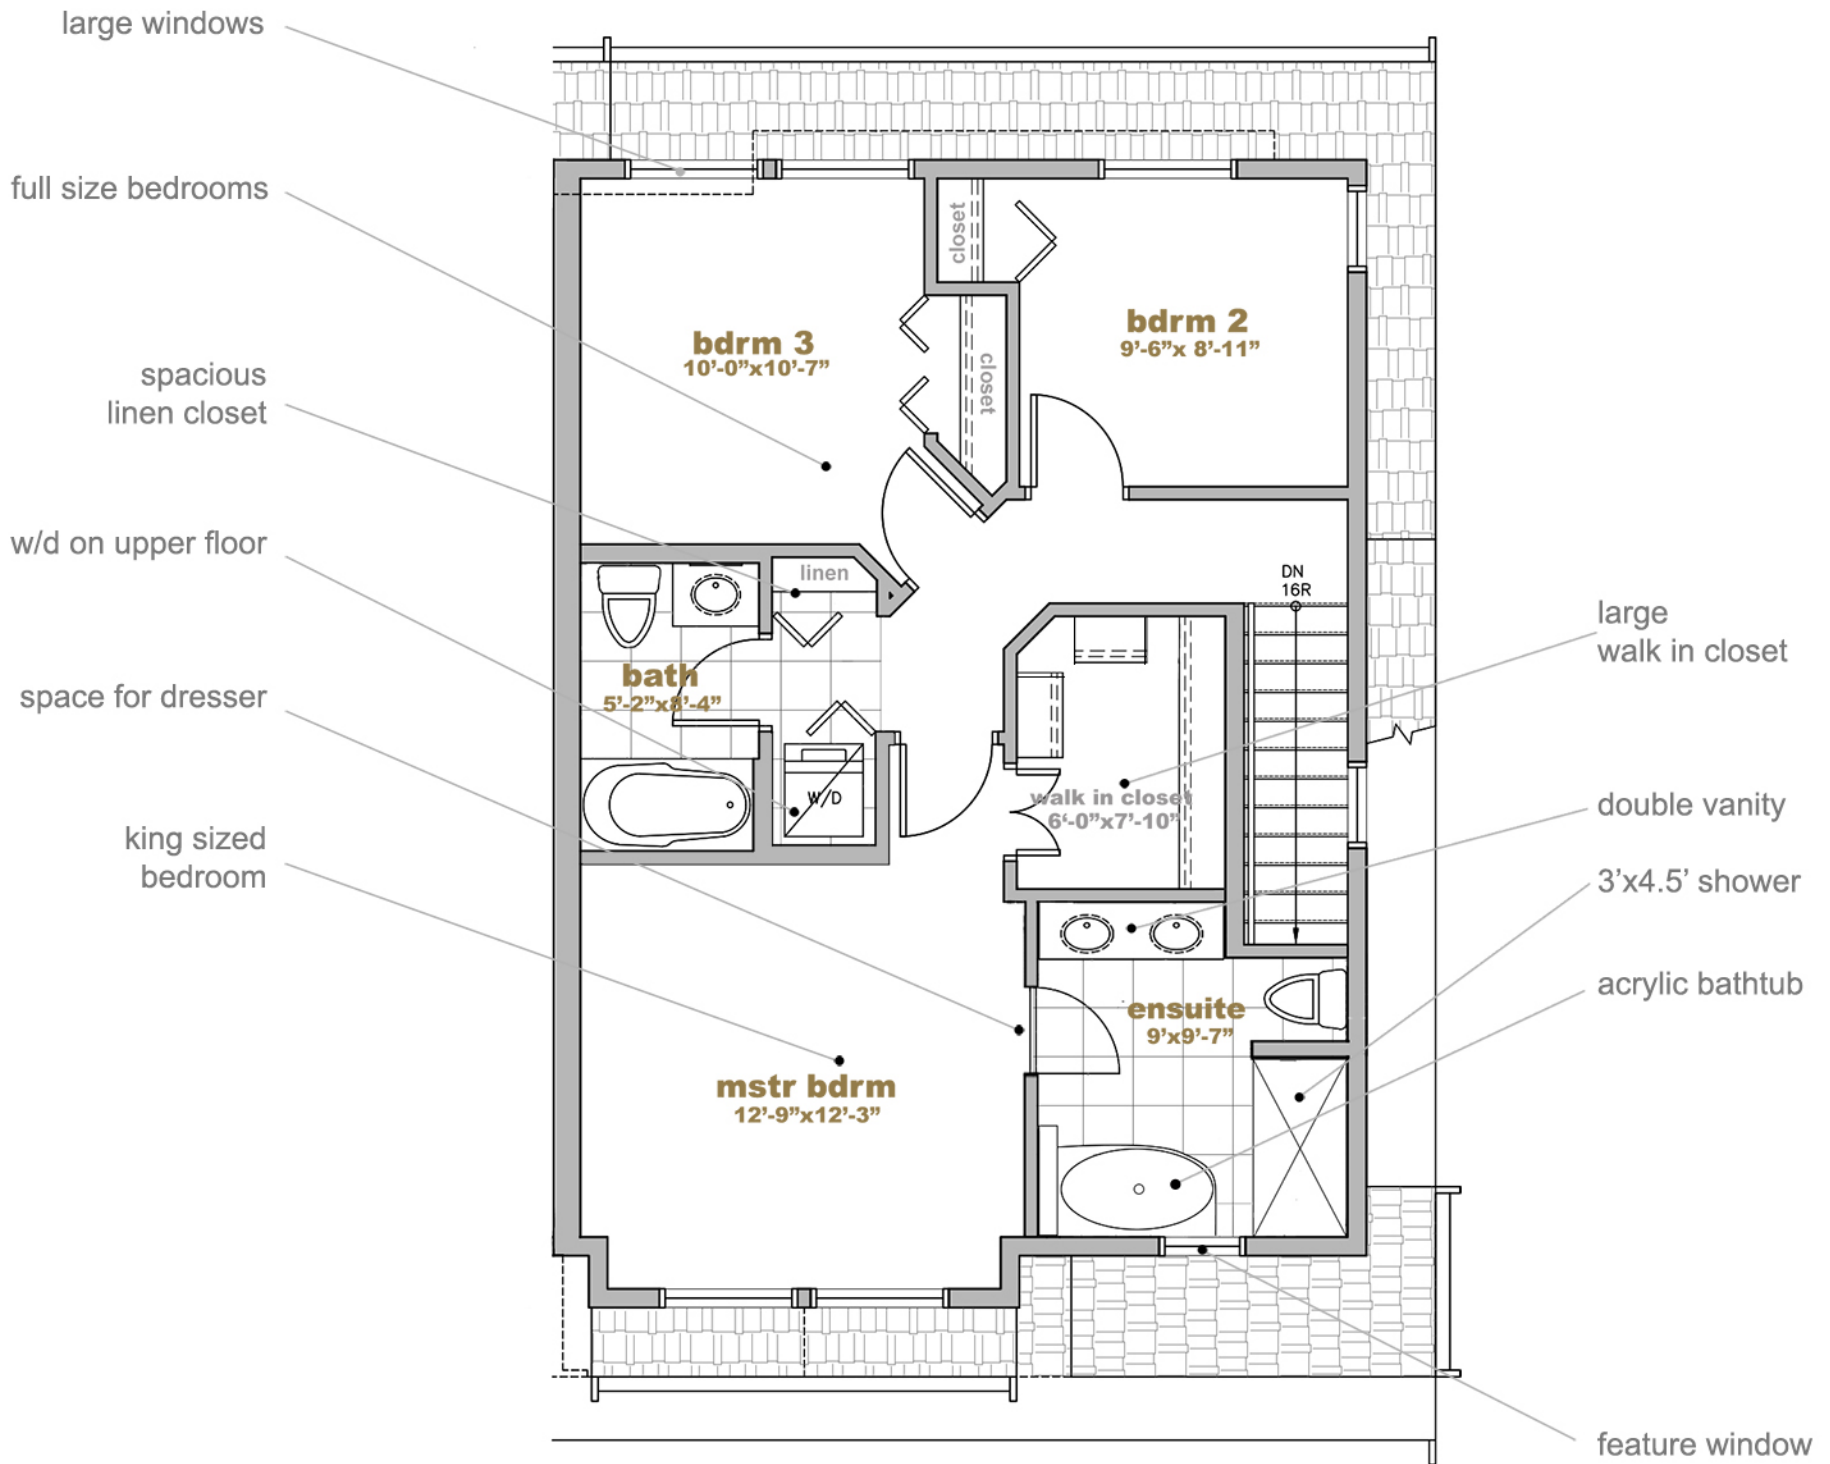 large windows
full size bedrooms
spacious
linen closet
w/d on upper floor
space for dresser
king sized
bedroom
closet
bdrm 2
9’-6”x 8’-11”
bdrm 3
10’-0”x10’-7”
closet
linen
DN
16R
bath
5’-2”x8’-4”
W/D
walk in closet
6‘-0”x7’-10”
ensuite
9’x9’-7”
mstr bdrm
12’-9”x12’-3”
large
walk in closet
double vanity
3’x4.5’ shower
acrylic bathtub
feature window